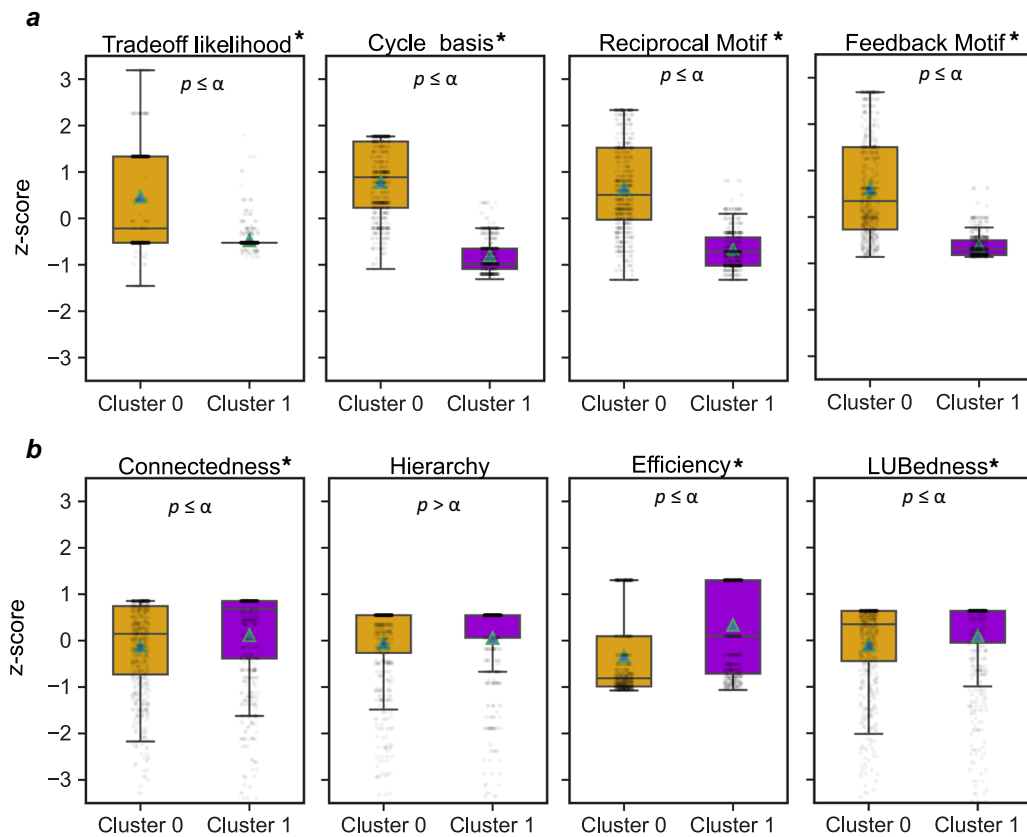 a
Tradeoff likelihood* Cycle basis* Reciprocal Motif* Feedback Motif*
p ≤ α p ≤ α p ≤ α p ≤ α
3
2
1
0
−1
−2
−3
z-score
Cluster 0 Cluster 1 Cluster 0 Cluster 1 Cluster 0 Cluster 1 Cluster 0 Cluster 1
b
Connectedness* Hierarchy Efficiency* LUBedness*
p ≤ α p > α p ≤ α p ≤ α
3
2
1
0
−1
−2
−3
z-score
Cluster 0 Cluster 1 Cluster 0 Cluster 1 Cluster 0 Cluster 1 Cluster 0 Cluster 1